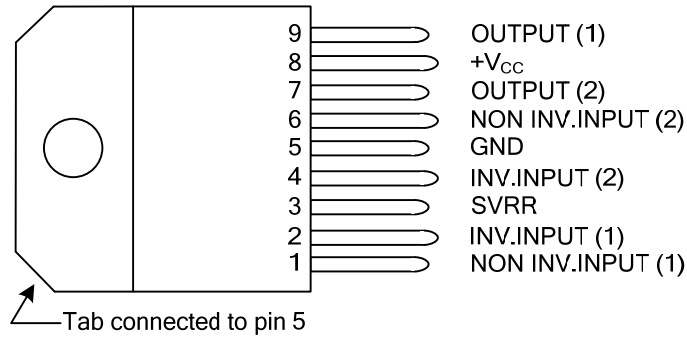 9 OUTPUT (1)
8 +VCC
7 OUTPUT (2)
6 NON INV.INPUT (2)
5 GND
4 INV.INPUT (2)
3 SVRR
2 INV.INPUT (1)
1 NON INV.INPUT (1)
Tab connected to pin 5